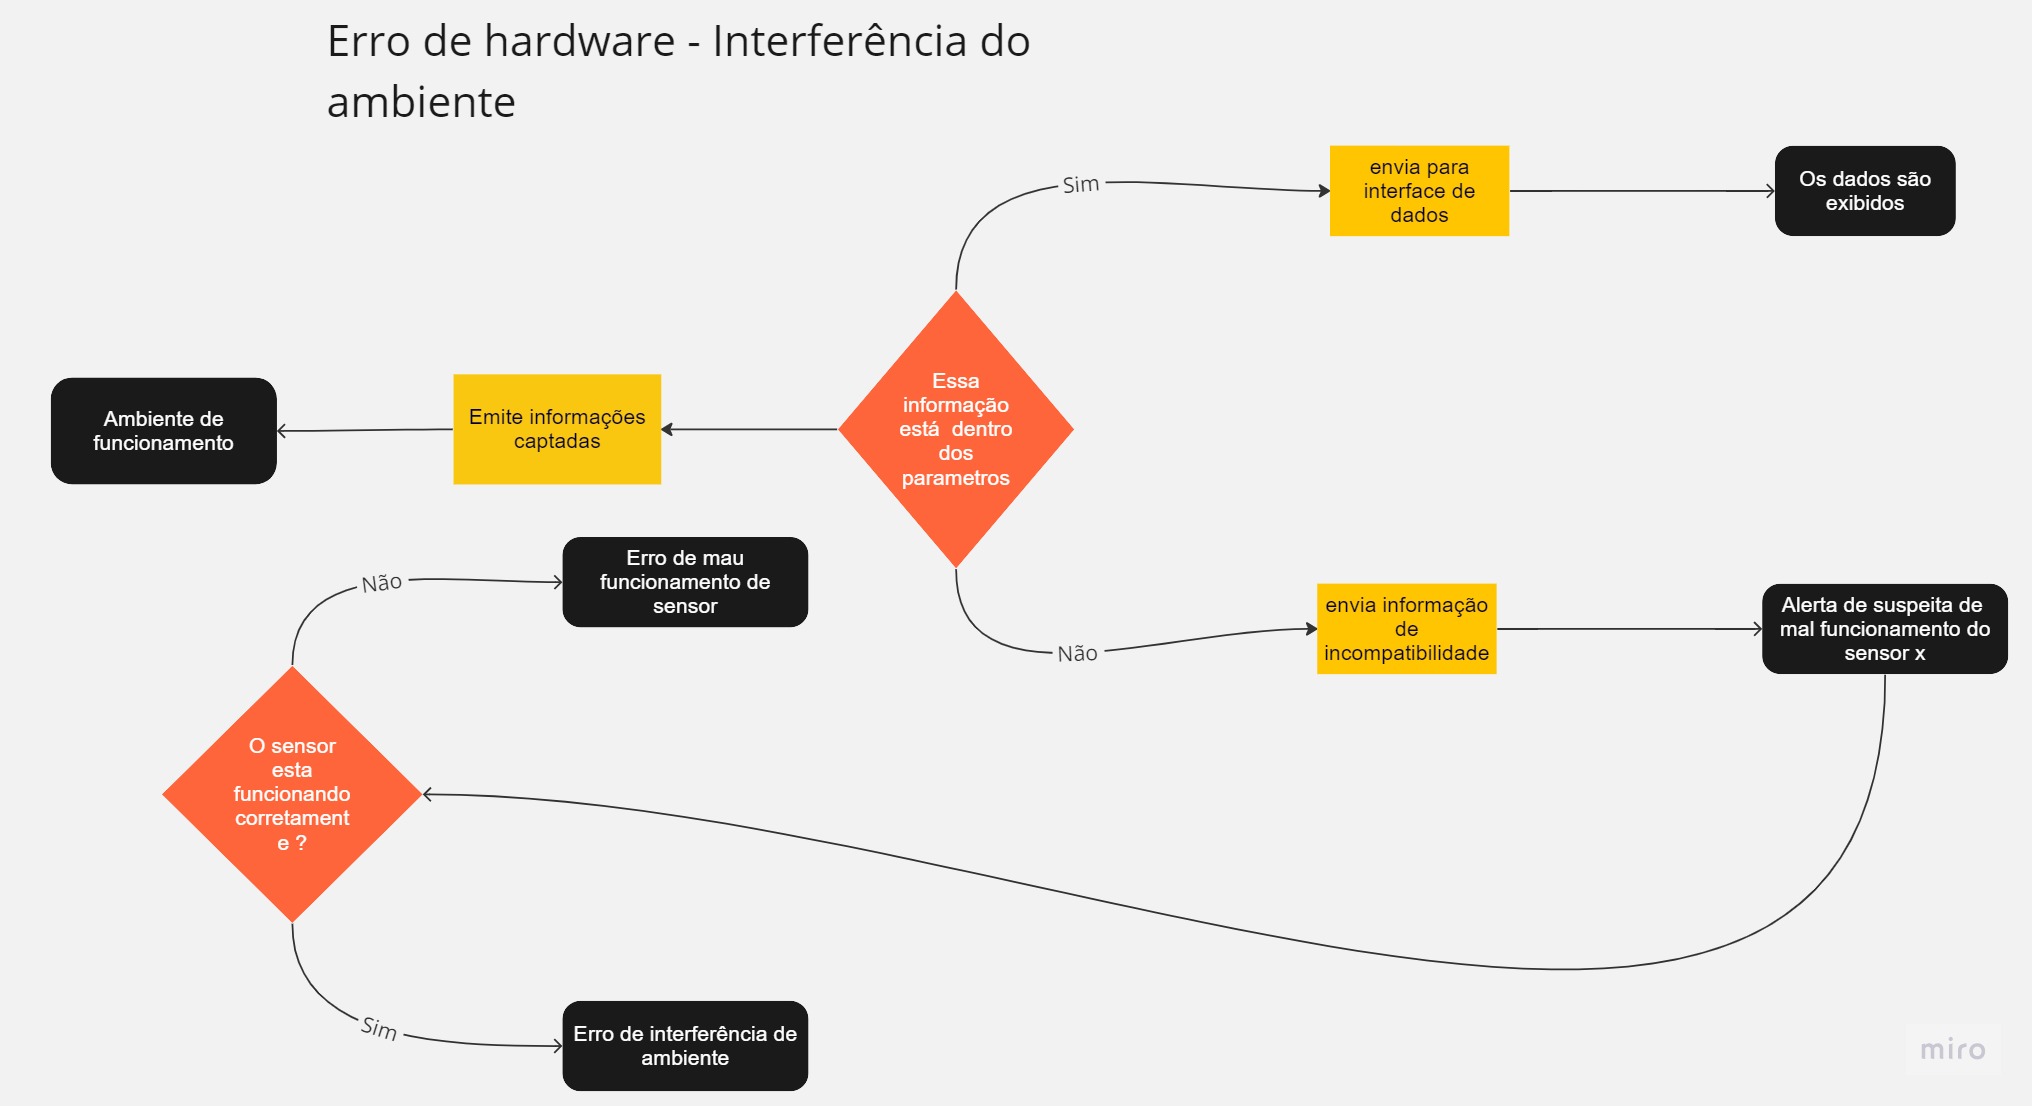 Erro de hardware - Interferência do
ambiente
Sim
envia para
interface de
dados
Os dados são
exibidos
Ambiente de
funcionamento
Emite informações
captadas
Essa
informação
está  dentro
dos
parametros
Não
envia informação
de
incompatibilidade
Alerta de suspeita de
mal funcionamento do
sensor x
Não
Erro de mau
funcionamento de
sensor
O sensor
esta
funcionando
corretament
e ?
Sim
Erro de interferência de
ambiente
miro